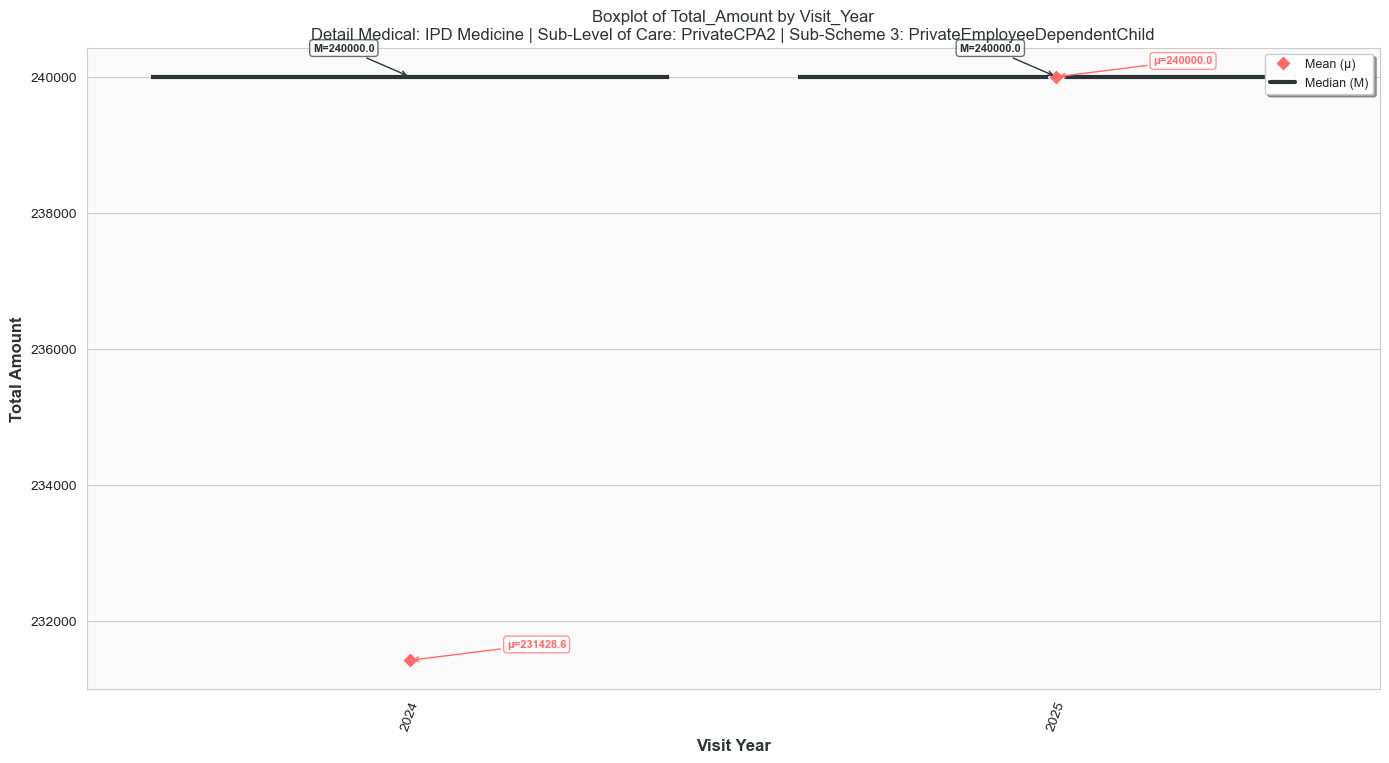 Boxplot of Total_Amount by Visit_Year
Detail Medical: IPD Medicine | Sub-Level of Care: PrivateCPA2 | Sub-Scheme 3: PrivateEmployeeDependentChild
M=240000.0
M=240000.0
μ=240000.0
Mean (μ)
Median (M)
240000
238000
236000
234000
232000
Total Amount
μ=231428.6
2024
2025
Visit Year